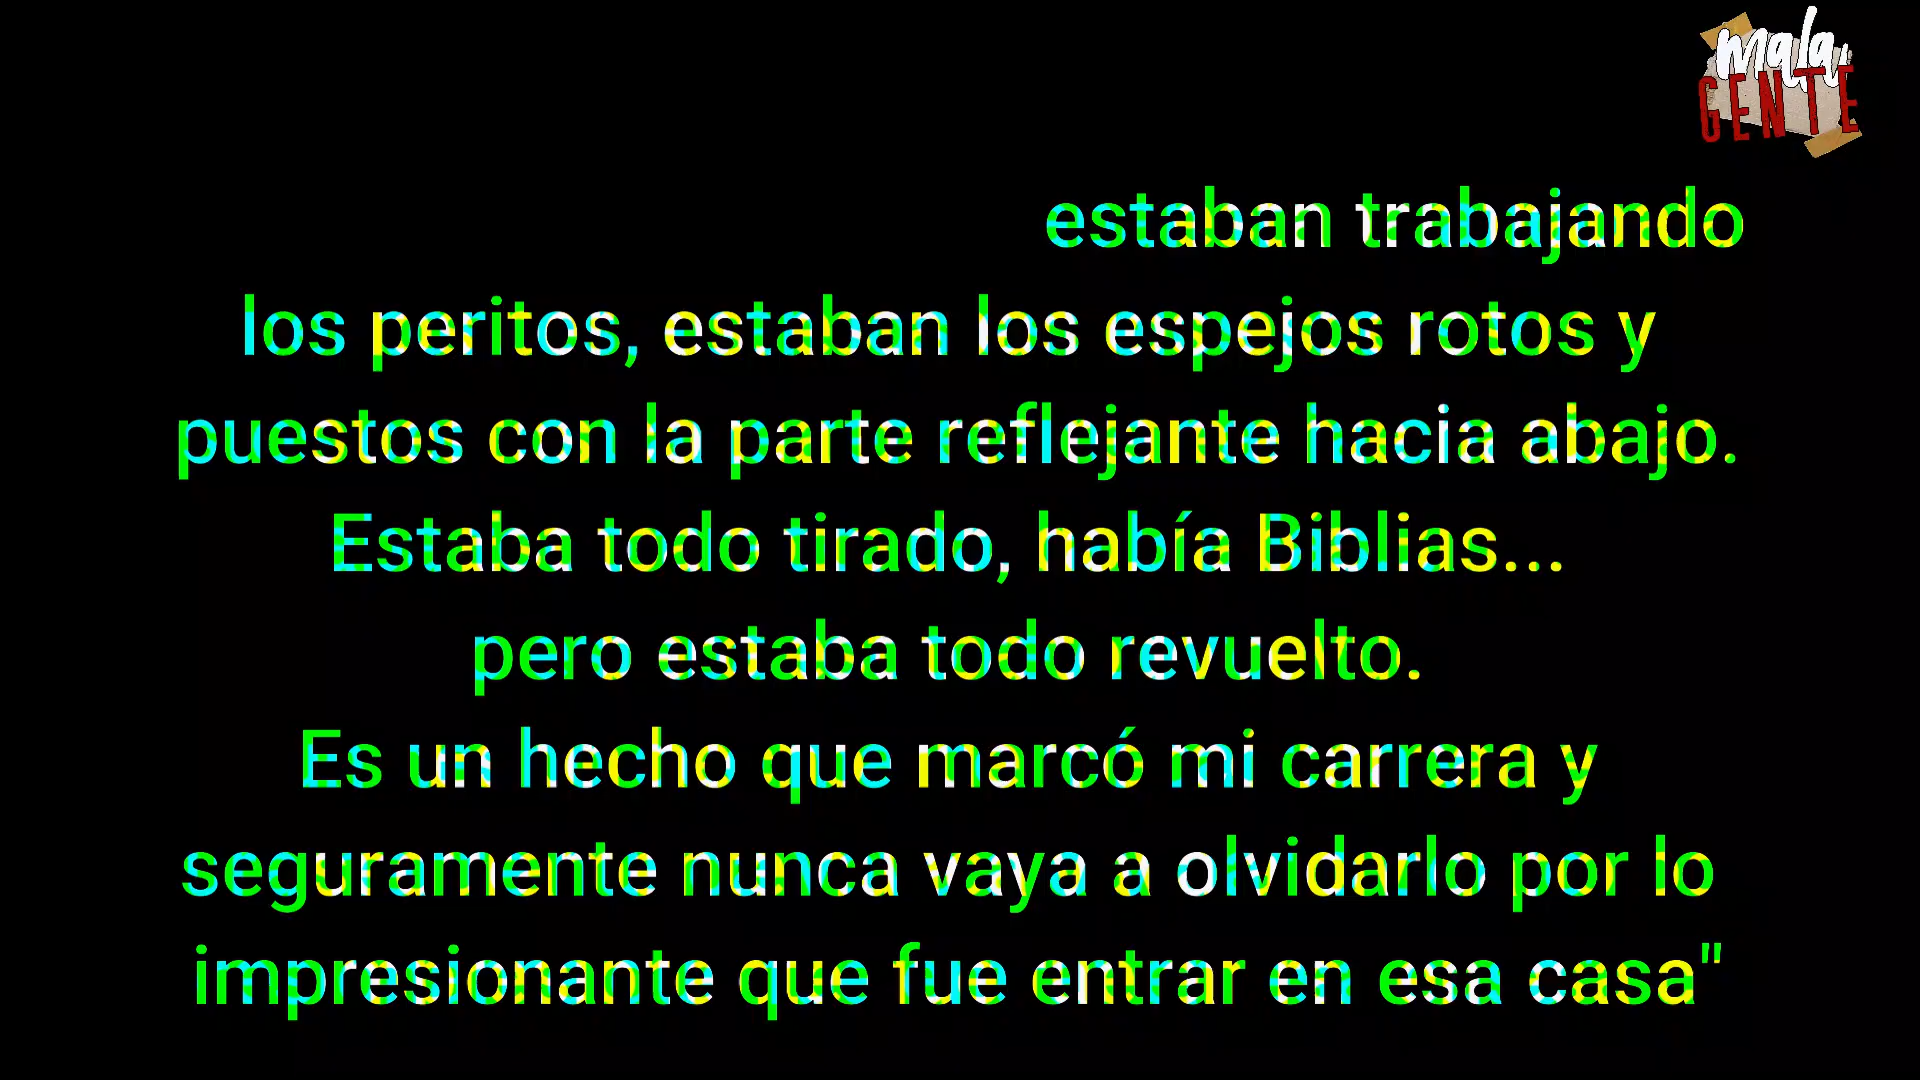 mala
GENTE
estaban trabajando
los peritos, estaban los espejos rotos y
puestos con la parte reflejante hacia abajo.
Estaba todo tirado, había Biblias...
pero estaba todo revuelto.
Es un hecho que marcó mi carrera y
seguramente nunca vaya a olvidarlo por lo
impresionante que fue entrar en esa casa"